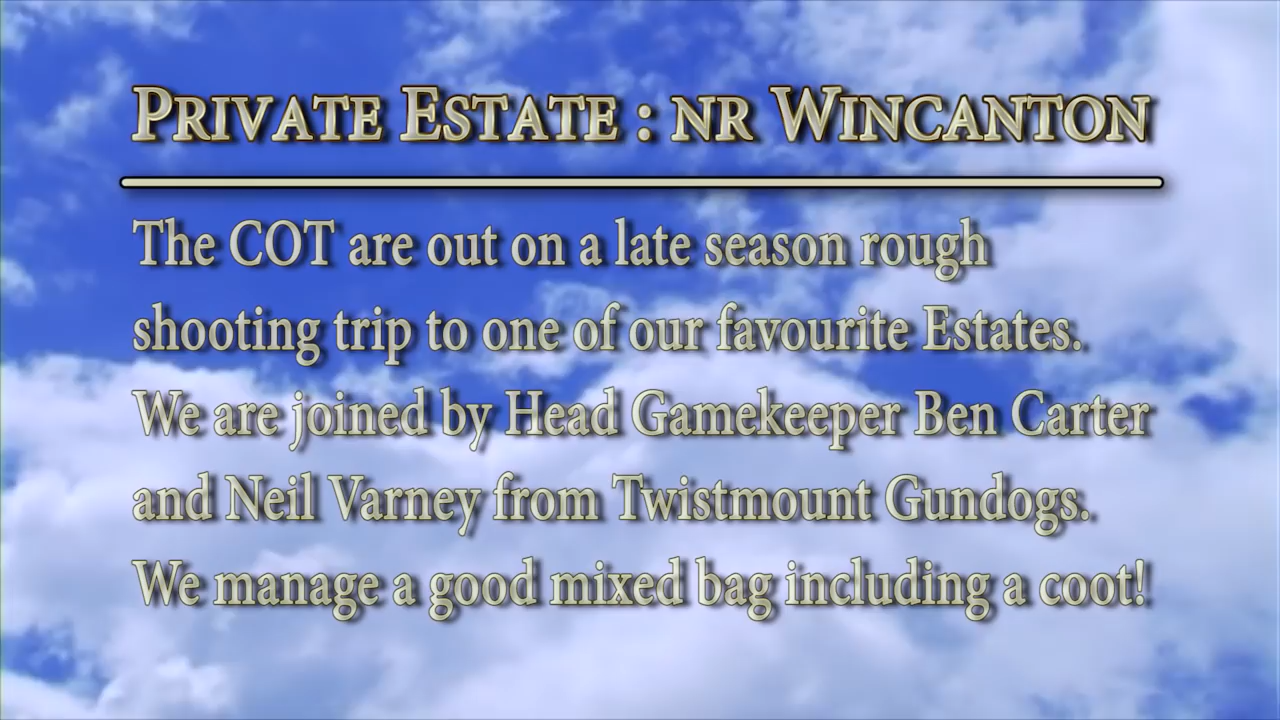 Private Estate : nr Wincanton
The COT are out on a late season rough
shooting trip to one of our favourite Estates.
We are joined by Head Gamekeeper Ben Carter
and Neil Varney from Twistmount Gundogs.
We manage a good mixed bag including a coot!